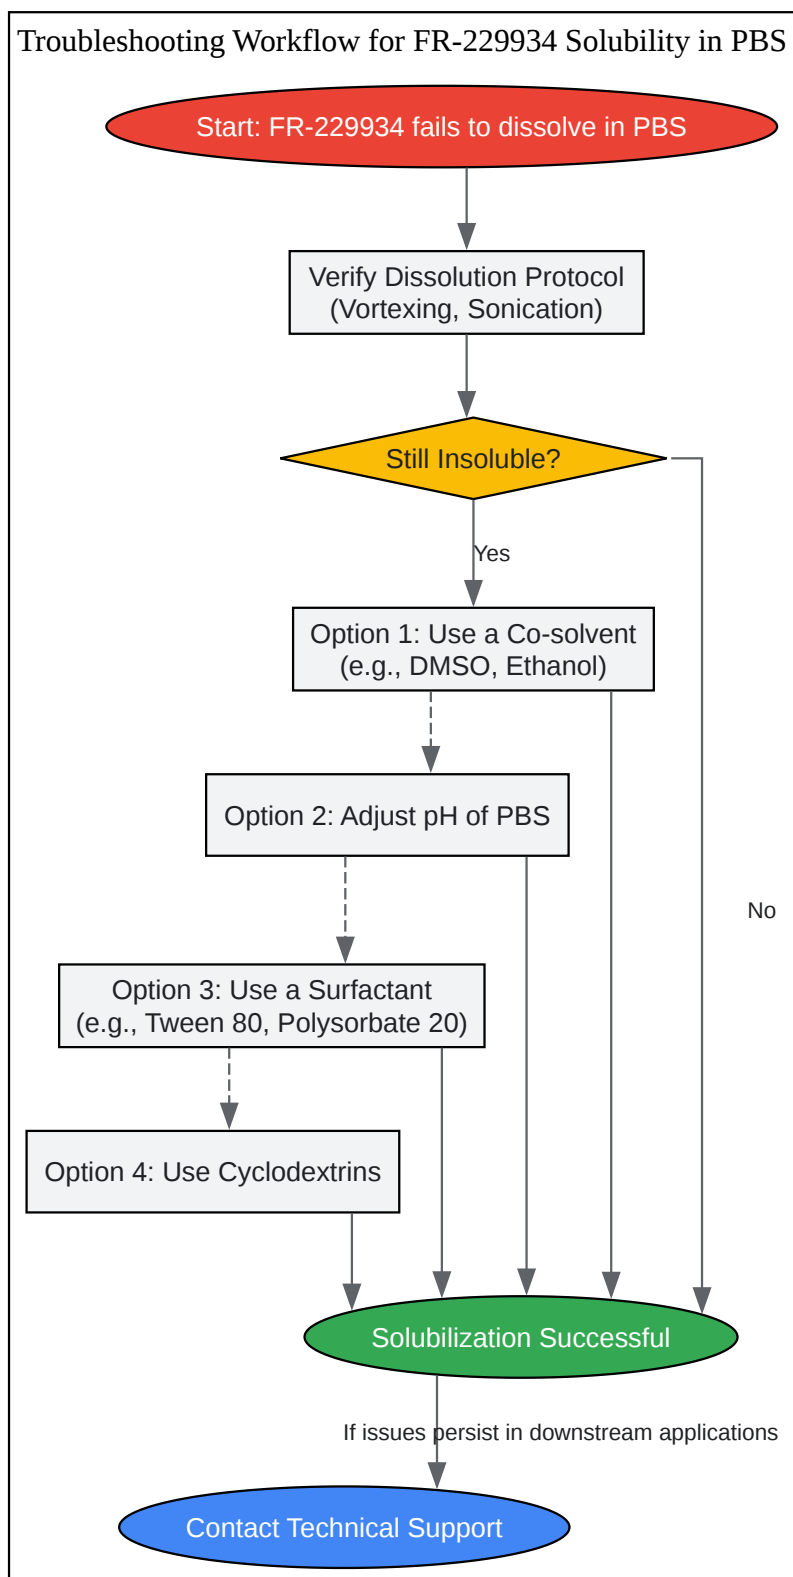 Troubleshooting Workflow for FR-229934 Solubility in PBS
Start: FR-229934 fails to dissolve in PBS
Verify Dissolution Protocol
(Vortexing, Sonication)
Still Insoluble?
Yes
Option 1: Use a Co-solvent
(e.g., DMSO, Ethanol)
Option 2: Adjust pH of PBS
No
Option 3: Use a Surfactant
(e.g., Tween 80, Polysorbate 20)
Option 4: Use Cyclodextrins
Solubilization Successful
If issues persist in downstream applications
Contact Technical Support